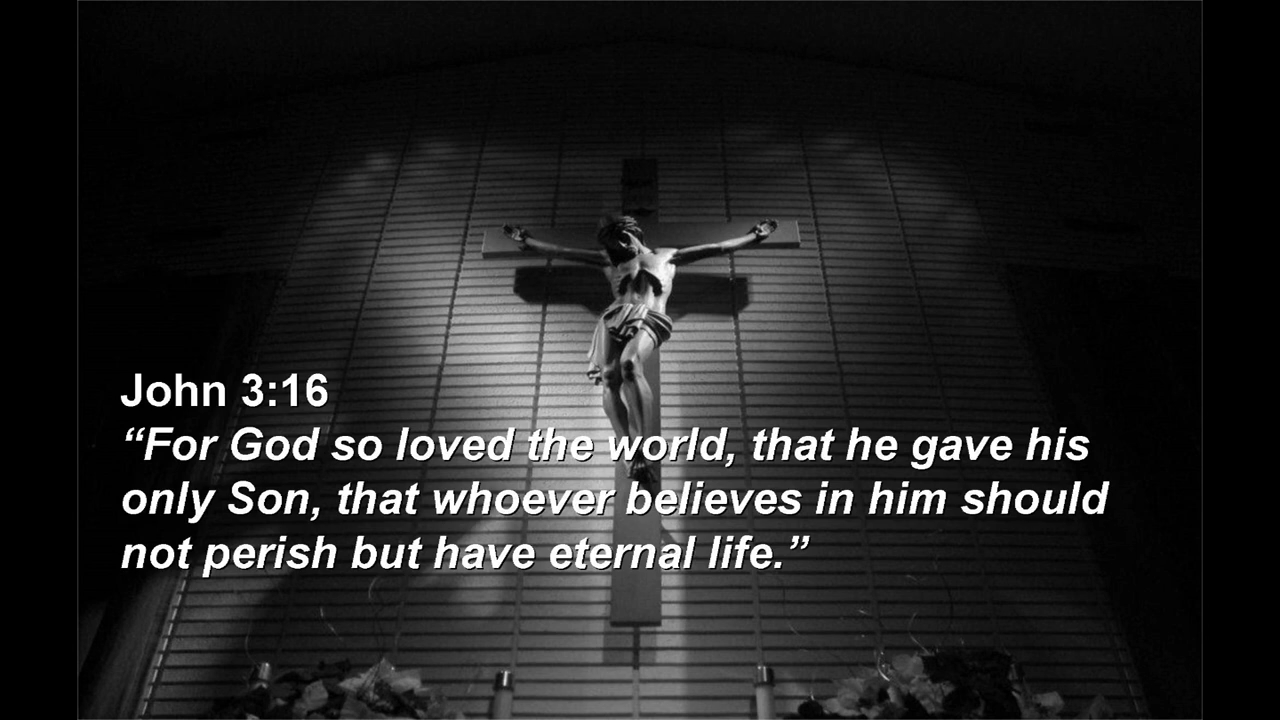 John 3:16
“For God so loved the world, that he gave his
only Son, that whoever believes in him should
not perish but have eternal life.”